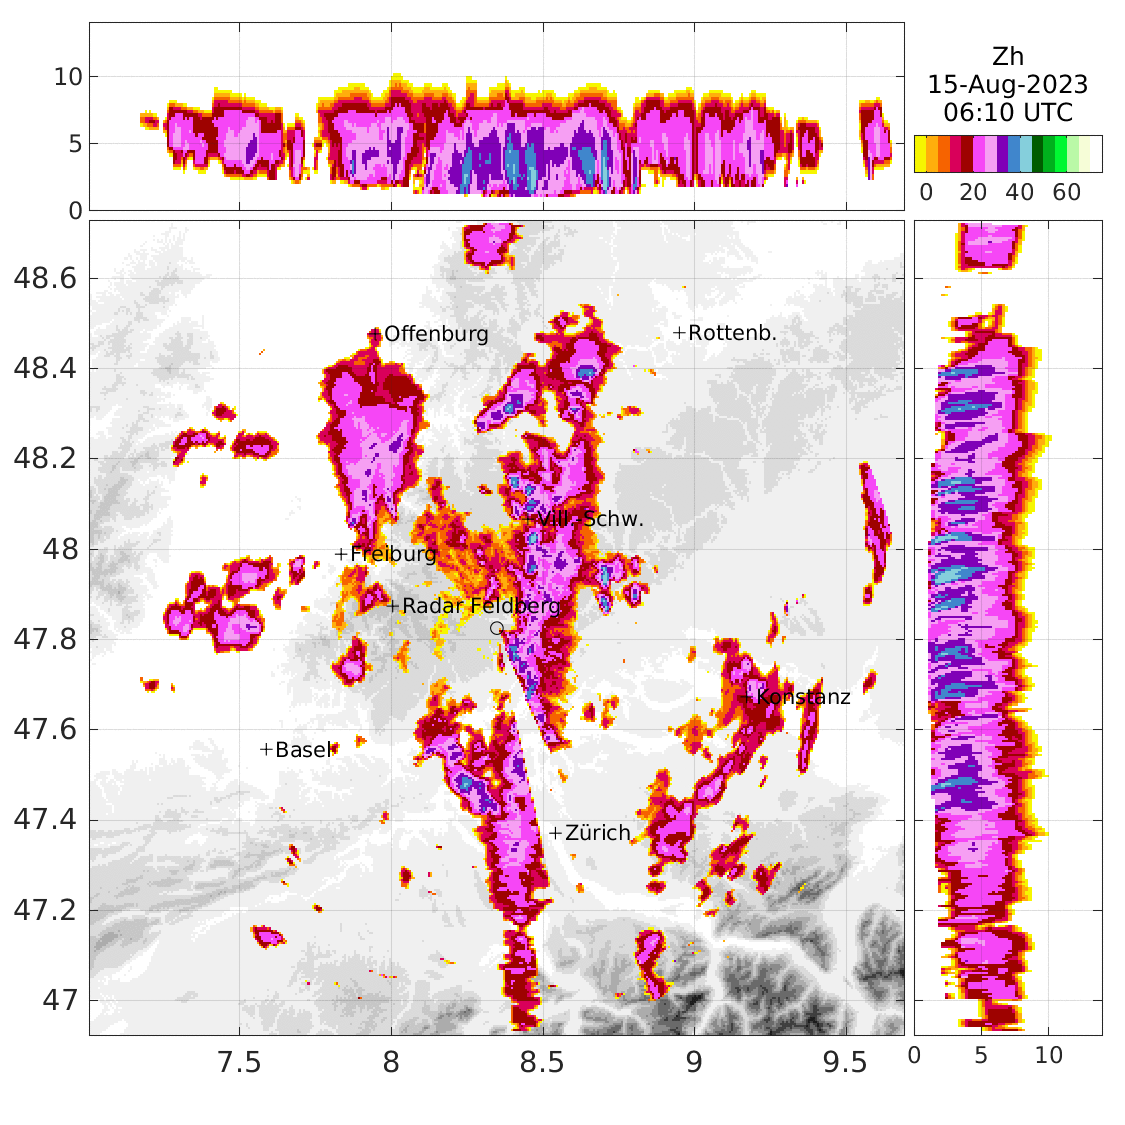 10
5
0
Zh
15-Aug-2023
06:10 UTC
0 20 40 60
48.6
48.4
48.2
48
47.8
47.6
47.4
47.2
47
+Offenburg
+Rottenb.
+Vill.-Schw.
+Freiburg
+Radar Feldberg
+Konstanz
+Basel
+Zürich
7.5 8 8.5 9 9.5
0 5 10